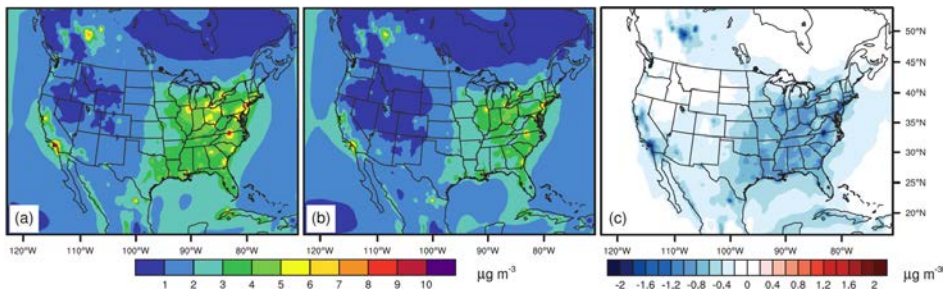 50°N
45°N
40°N
35°N
30°N
25°N
20°N
(a)
(b)
(c)
120°W 110°W 100°W 90°W 80°W
120°W 110°W 100°W 90°W 80°W
120°W 110°W 100°W 90°W 80°W
1 2 3 4 5 6 7 8 9 10
µg m⁻³
-2 -1.6 -1.2 -0.8 -0.4 0 0.4 0.8 1.2 1.6 2
µg m⁻³